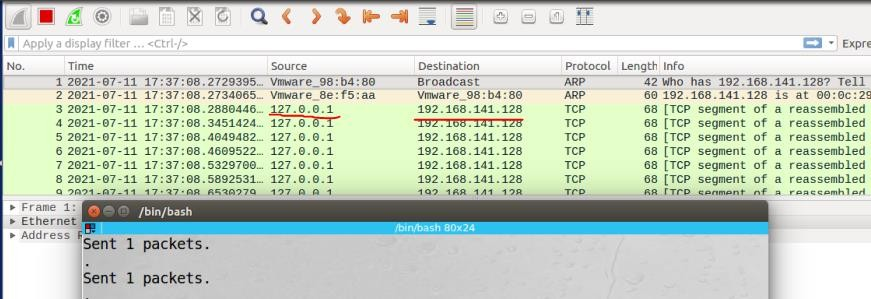 Apply a display filter … <Ctrl-/> Expre
No. Time Source Destination Protocol Length Info
1 2021-07-11 17:37:08.2729395… Vmware_98:b4:80 Broadcast ARP 42 Who has 192.168.141.128? Tell
2 2021-07-11 17:37:08.2734065… Vmware_8e:f5:aa Vmware_98:b4:80 ARP 60 192.168.141.128 is at 00:0c:29
3 2021-07-11 17:37:08.2880446… 127.0.0.1 192.168.141.128 TCP 68 [TCP segment of a reassembled
4 2021-07-11 17:37:08.3451424… 127.0.0.1 192.168.141.128 TCP 68 [TCP segment of a reassembled
5 2021-07-11 17:37:08.4049482… 127.0.0.1 192.168.141.128 TCP 68 [TCP segment of a reassembled
6 2021-07-11 17:37:08.4609522… 127.0.0.1 192.168.141.128 TCP 68 [TCP segment of a reassembled
7 2021-07-11 17:37:08.5329700… 127.0.0.1 192.168.141.128 TCP 68 [TCP segment of a reassembled
8 2021-07-11 17:37:08.5892531… 127.0.0.1 192.168.141.128 TCP 68 [TCP segment of a reassembled
9 2021-07-11 17:37:08.6530279 127.0.0.1 192.168.141.128 TCP 68 [TCP segment of a reassembled
Frame 1:
Ethernet
Address R
/bin/bash
/bin/bash 80x24
Sent 1 packets.
.
Sent 1 packets.
.